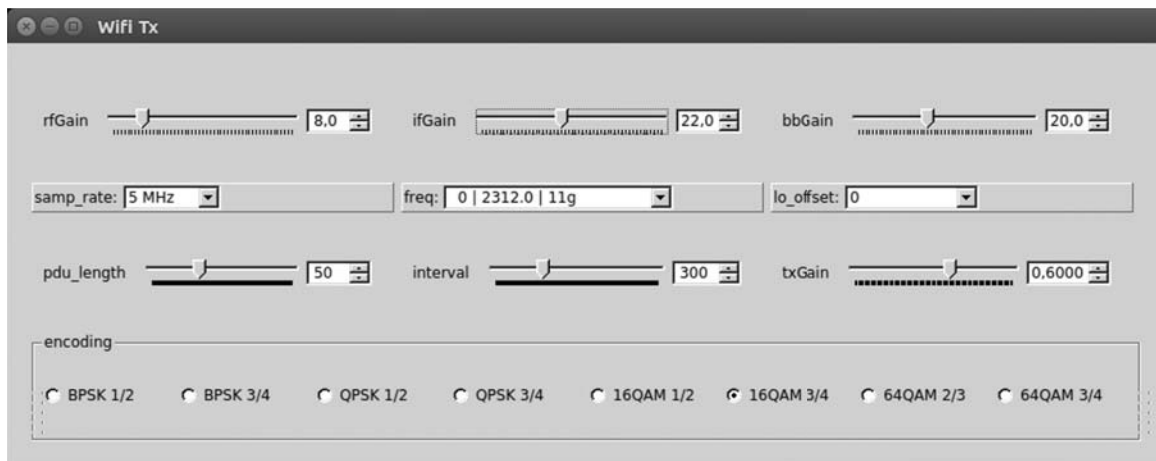 Wifi Tx
rfGain 8,0 ifGain 22,0 bbGain 20,0
samp_rate: 5 MHz freq: 0 | 2312.0 | 11g lo_offset: 0
pdu_length 50 interval 300 txGain 0,6000
encoding
BPSK 1/2 BPSK 3/4 QPSK 1/2 QPSK 3/4 16QAM 1/2 16QAM 3/4 64QAM 2/3 64QAM 3/4